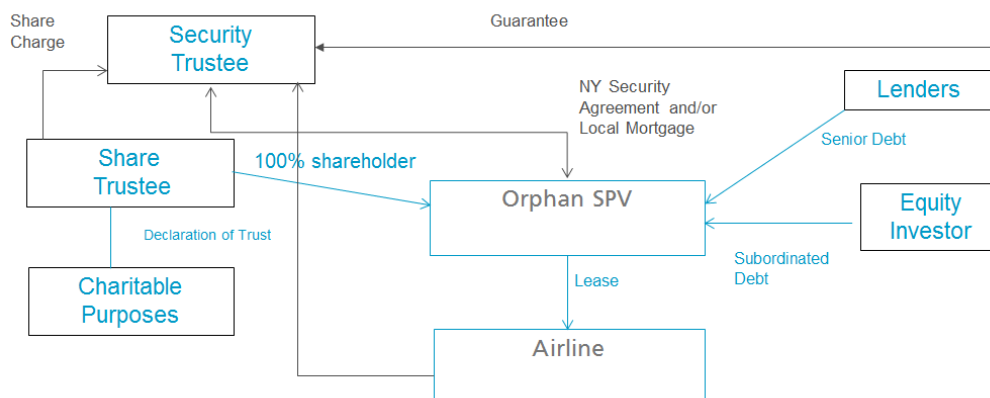 Share
Charge
Security
Trustee
Guarantee
NY Security
Agreement and/or
Local Mortgage
Lenders
Senior Debt
Share
Trustee
100% shareholder
Orphan SPV
Equity
Investor
Declaration of Trust
Subordinated
Debt
Charitable
Purposes
Lease
Airline